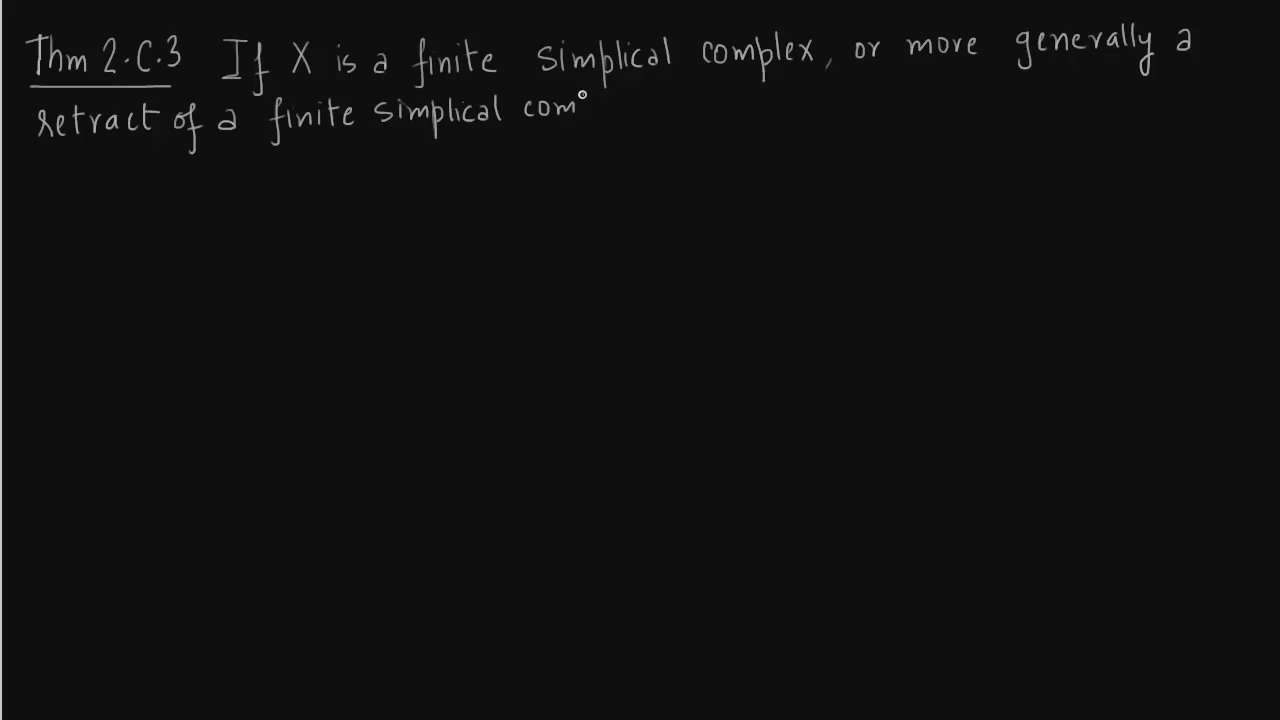 Thm 2.C.3 If X is a finite simplical complex, or more generally a
retract of a finite simplical com